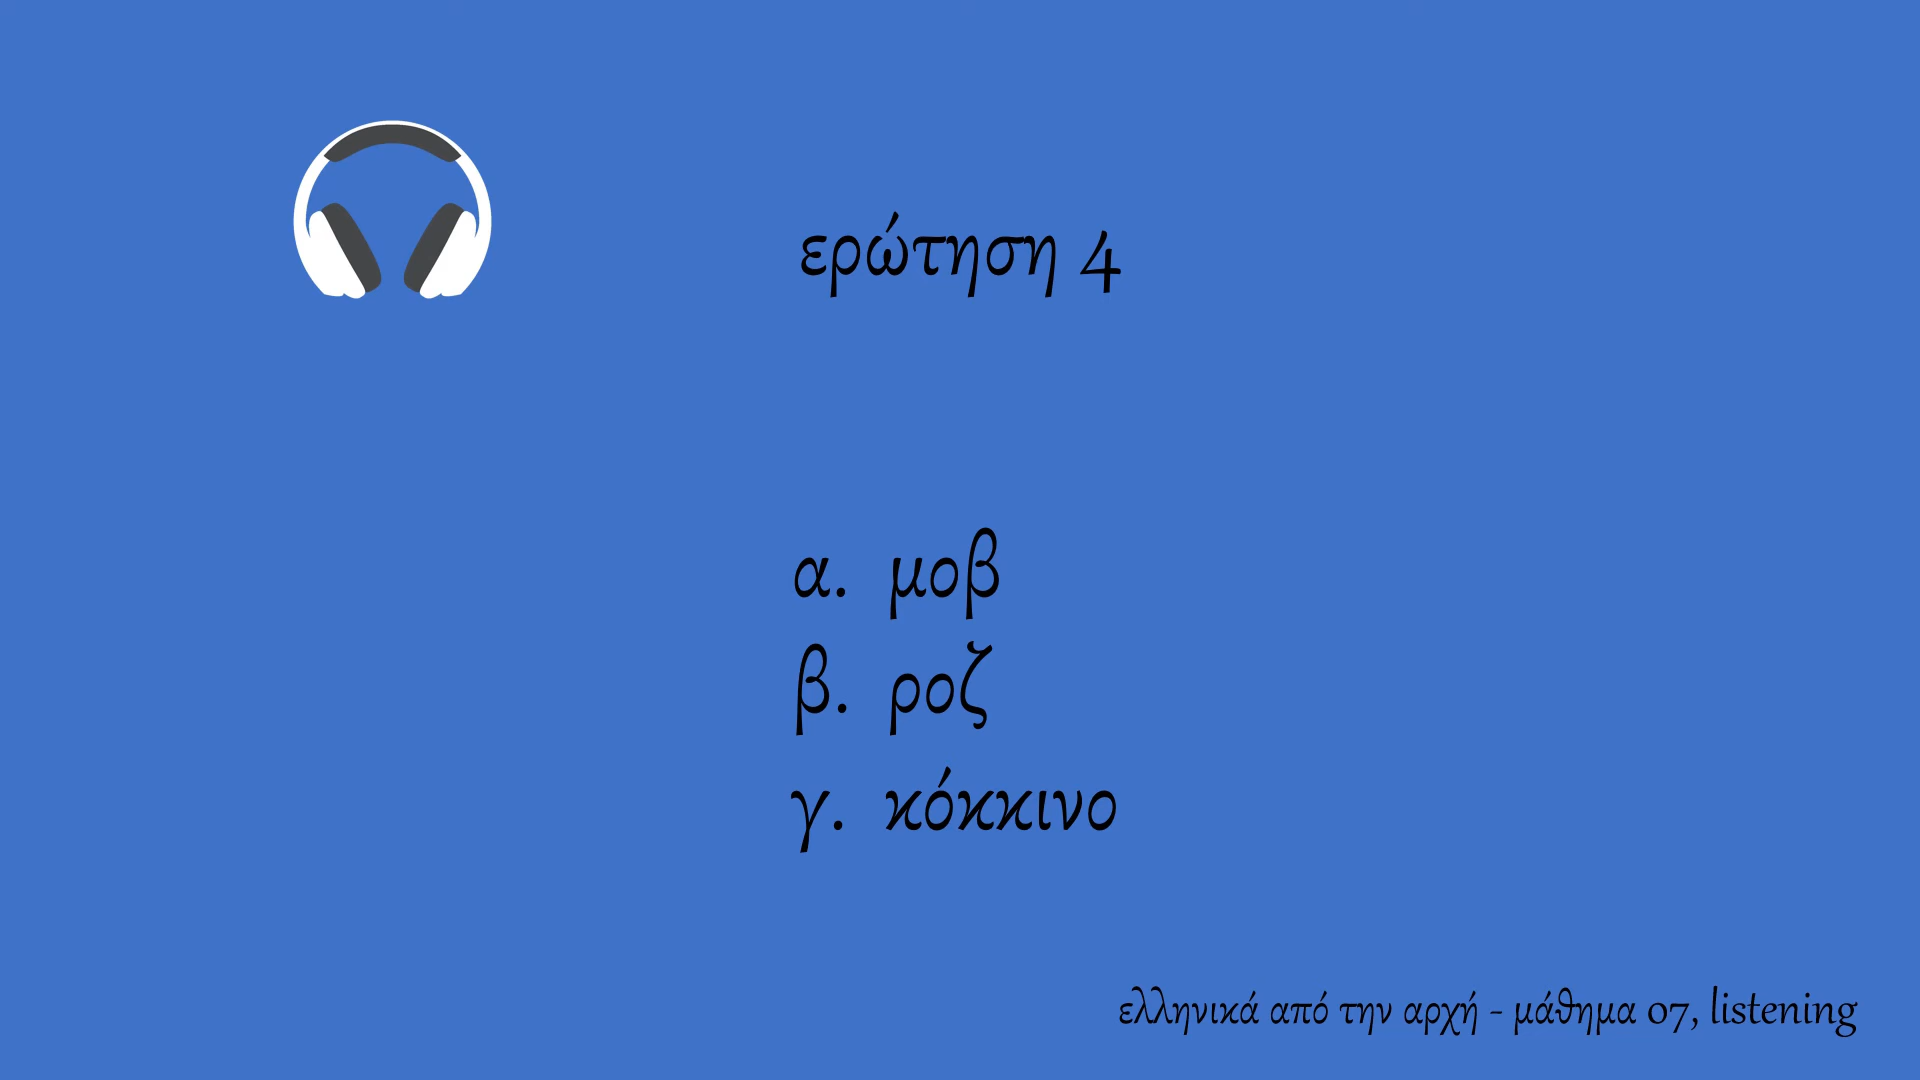 ερώτηση 4
α. μοβ
β. ροζ
γ. κόκκινο
ελληνικά από την αρχή - μάθημα 07, listening